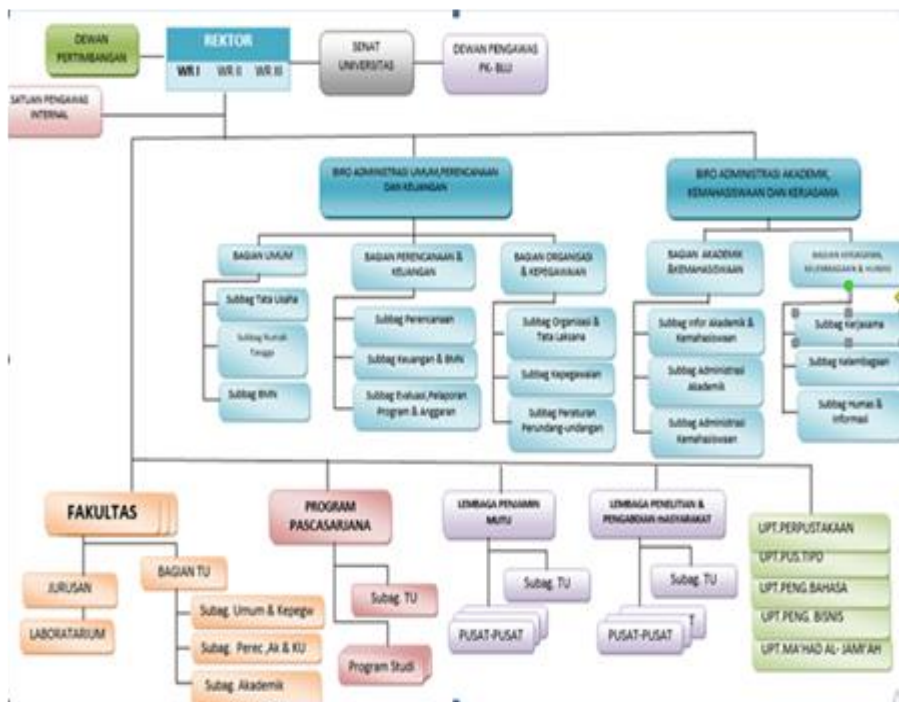 DEWAN
PERTIMBANGAN
REKTOR
WR.I WR.II WR.III
SENAT
UNIVERSITAS
DEWAN PENGAWAS
PK- BLU
SATUAN PENGAWAS
INTERNAL
BIRO ADMINISTRASI UMUM,PERENCANAAN
DAN KEUANGAN
BIRO ADMINISTRASI AKADEMIK,
KEMAHASISWAAN DAN KERJASAMA
BAGIAN UMUM
Subbag Tata Usaha
Subbag Rumah
Tangga
Subbag BMN
BAGIAN PERENCANAAN &
KEUANGAN
Subbag Perencanaan
Subbag Keuangan & BMN
Subbag Evaluasi,Pelaporan
Program & Anggaran
BAGIAN ORGANISASI
& KEPEGAWAIAN
Subbag Organisasi &
Tata Laksana
Subbag Kepegawaian
Subbag Peraturan
Perundang-undangan
BAGIAN AKADEMIK
&KEMAHASISWAAN
Subbag Infor Akademik &
Kemahasiswaan
Subbag Administrasi
Akademik
Subbag Administrasi
Kemahasiswaan
BAGIAN KERJASAMA,
KELEMBAGAAN & HUMAS
Subbag Kerjasama
Subbag Kelembagaan
Subbag Humas &
Informasi
FAKULTAS
JURUSAN
LABORATARIUM
BAGIAN TU
Subag. Umum & Kepegw
Subag. Perec ,Ak & KU
Subag. Akademik
PROGRAM
PASCASARJANA
Subag. TU
Program Studi
LEMBAGA PENJAMIN
MUTU
Subag. TU
PUSAT-PUSAT
LEMBAGA PENELITIAN &
PENGABDIAN MASYARAKAT
Subag. TU
PUSAT-PUSAT
UPT.PERPUSTAKAAN
UPT.PUS.TIPD
UPT.PENG.BAHASA
UPT.PENG. BISNIS
UPT.MA'HAD AL- JAMI'AH